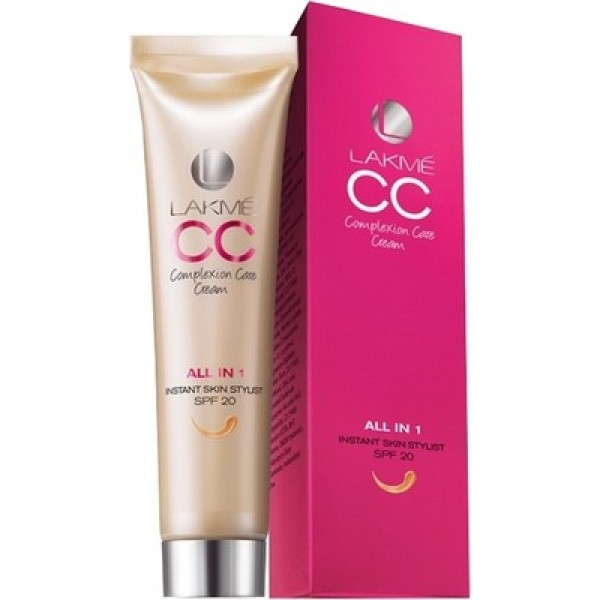 LAKMÉ
CC
Complexion Care
Cream
ALL IN 1
INSTANT SKIN STYLIST
SPF 20
LAKMÉ
CC
Complexion Care
Cream
ALL IN 1
INSTANT SKIN STYLIST
SPF 20